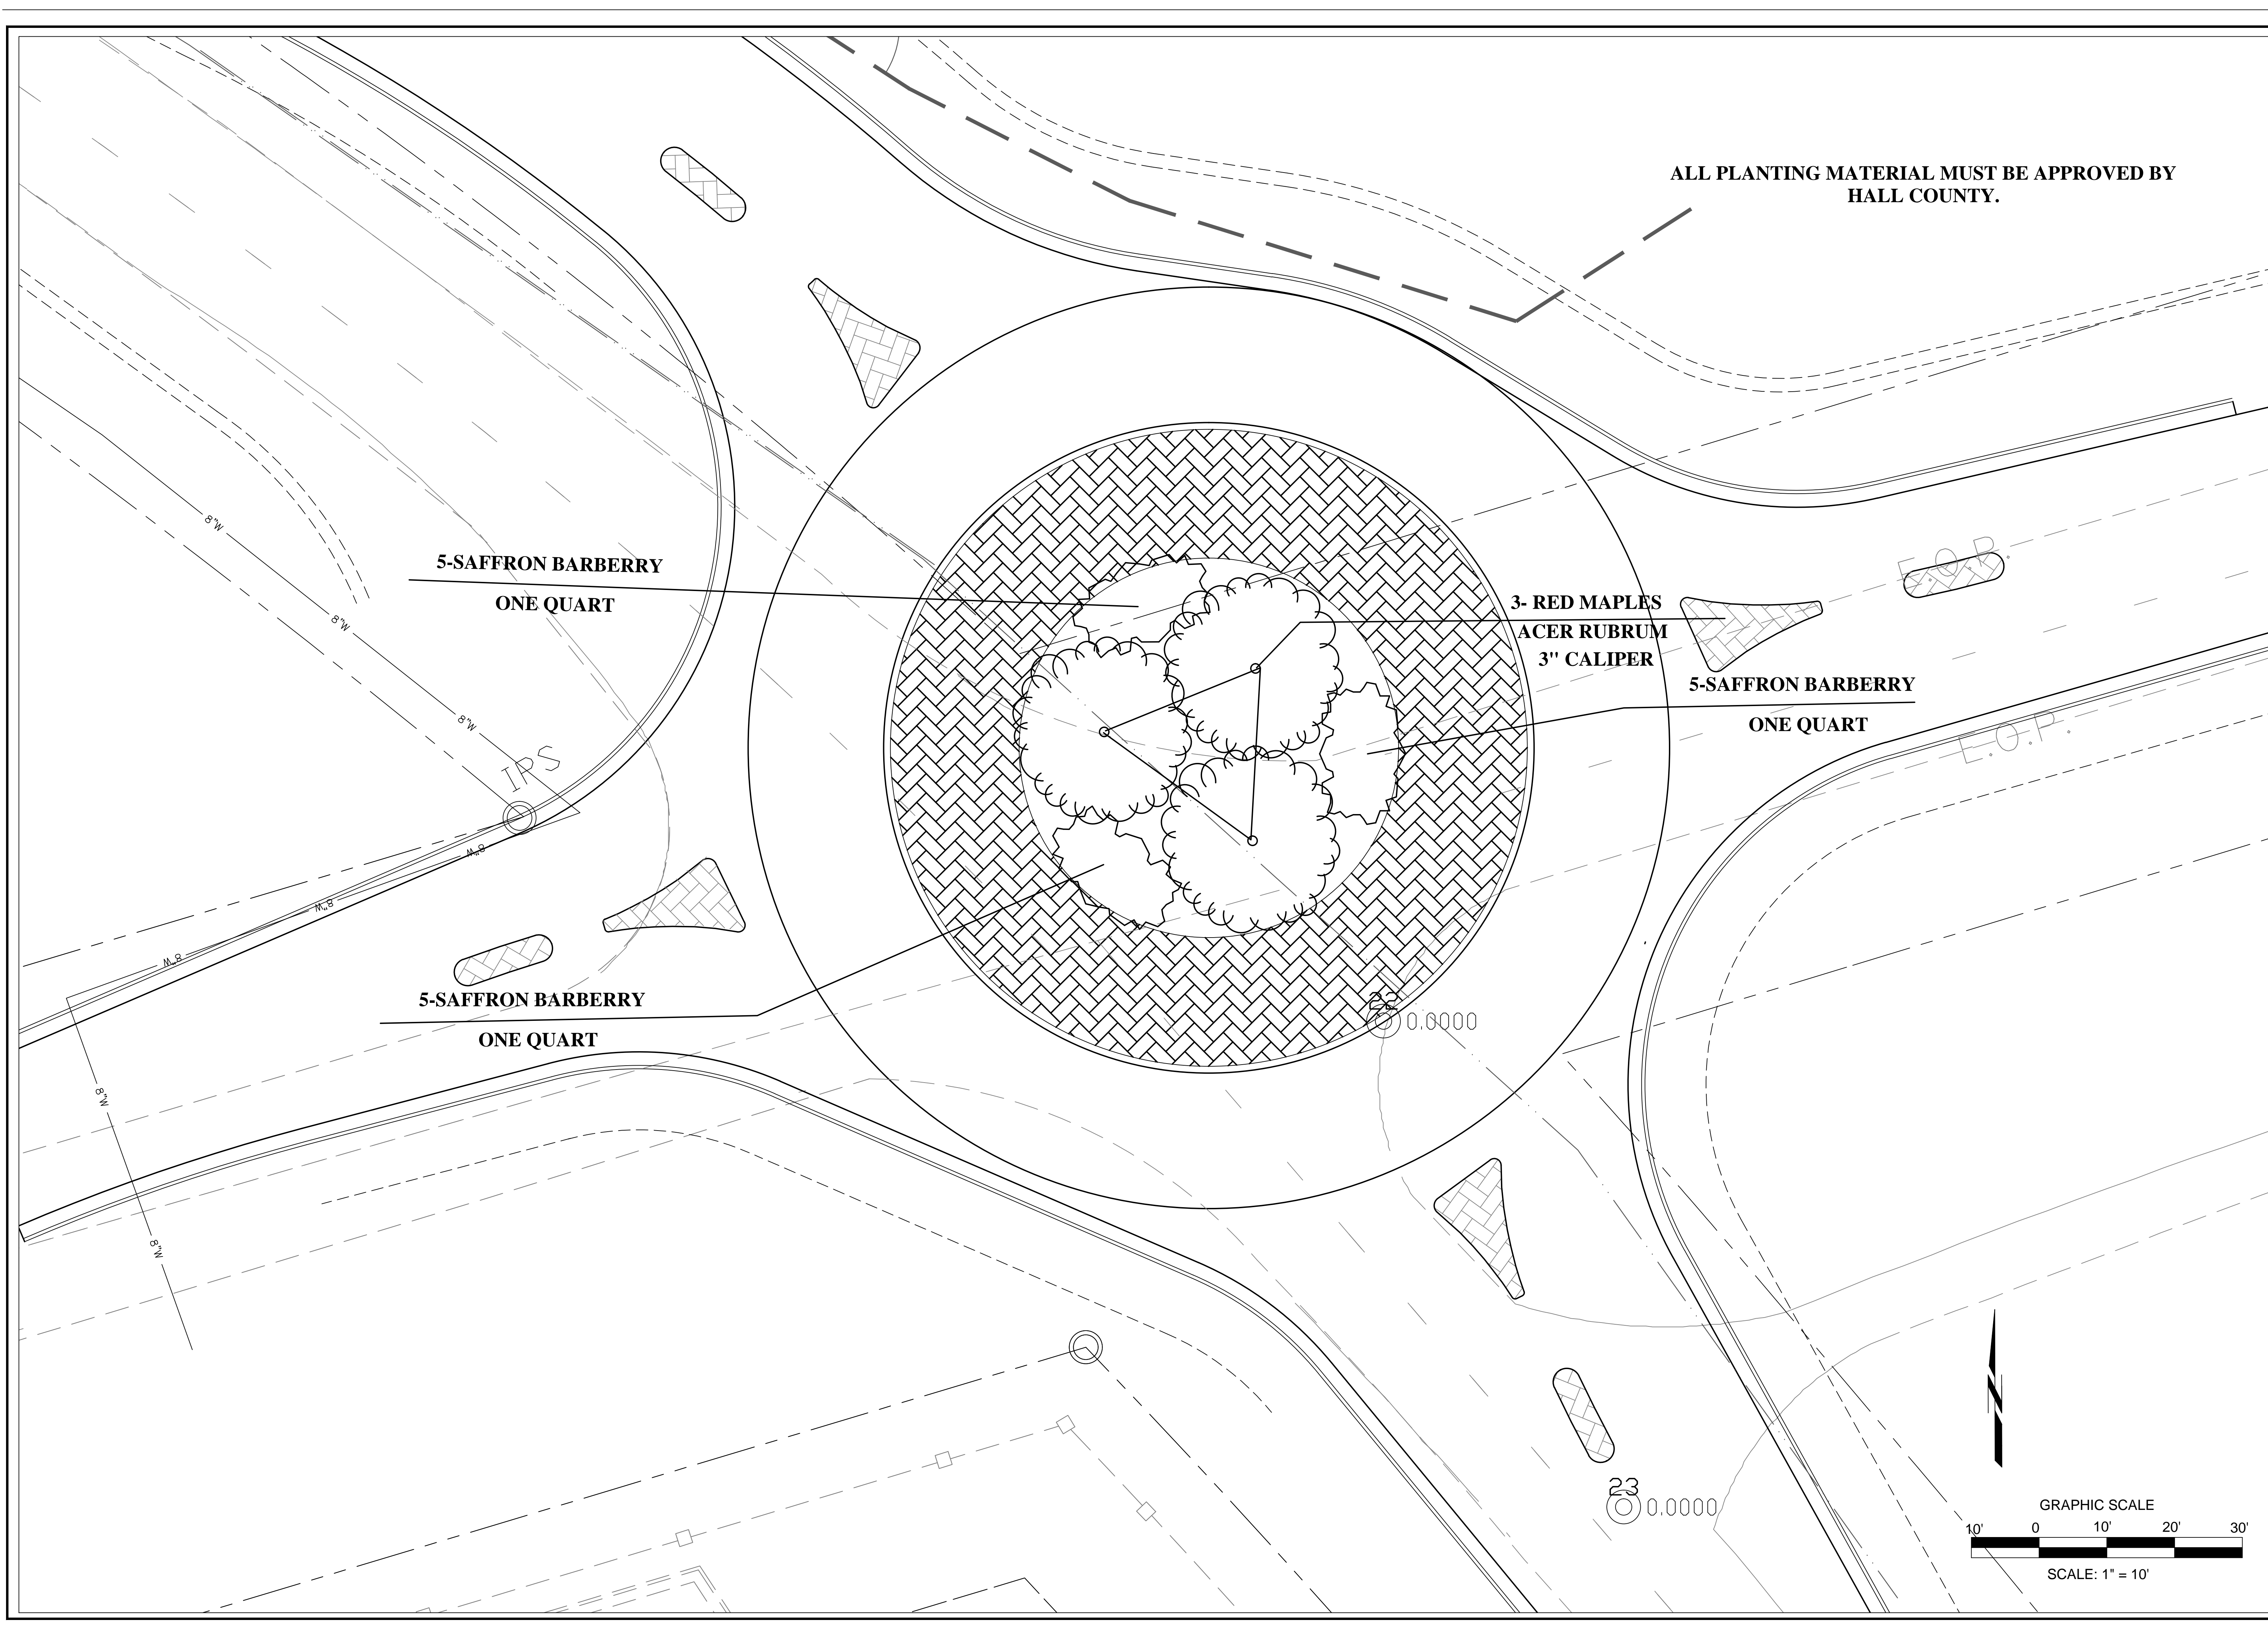 ALL PLANTING MATERIAL MUST BE APPROVED BY
HALL COUNTY.
8"W
E.O.P.
5-SAFFRON BARBERRY
ONE QUART
3- RED MAPLES
ACER RUBRUM
3" CALIPER
8"W
5-SAFFRON BARBERRY
ONE QUART
8"W
E.O.P.
IPS
8"W
8"W
8"W
5-SAFFRON BARBERRY
ONE QUART
22
0.0000
8"W
8"W
23
0.0000
GRAPHIC SCALE
10' 0 10' 20' 30'
SCALE: 1" = 10'
N